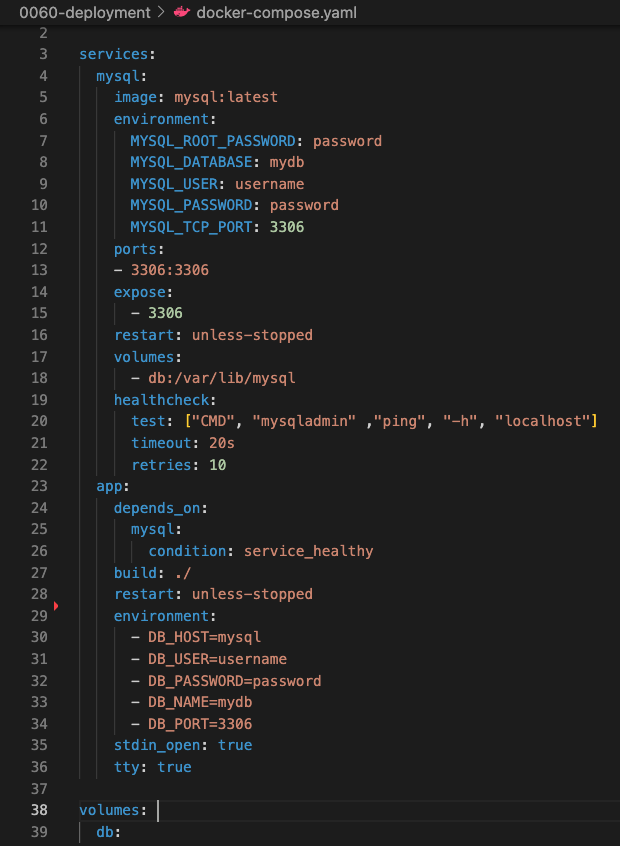 0060-deployment > docker-compose.yaml
2
3 services:
4   mysql:
5     image: mysql:latest
6     environment:
7       MYSQL_ROOT_PASSWORD: password
8       MYSQL_DATABASE: mydb
9       MYSQL_USER: username
10       MYSQL_PASSWORD: password
11       MYSQL_TCP_PORT: 3306
12     ports:
13     - 3306:3306
14     expose:
15       - 3306
16     restart: unless-stopped
17     volumes:
18       - db:/var/lib/mysql
19     healthcheck:
20       test: ["CMD", "mysqladmin" ,"ping", "-h", "localhost"]
21       timeout: 20s
22       retries: 10
23   app:
24     depends_on:
25       mysql:
26         condition: service_healthy
27     build: ./
28     restart: unless-stopped
29     environment:
30       - DB_HOST=mysql
31       - DB_USER=username
32       - DB_PASSWORD=password
33       - DB_NAME=mydb
34       - DB_PORT=3306
35     stdin_open: true
36     tty: true
37
38 volumes:
39   db: